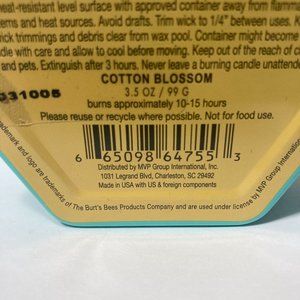 heat-resistant level surface with approved container away from flamm
items and heat sources. Avoid drafts. Trim wick to 1/4" between uses.
wick trimmings and debris clear from wax pool. Container might become
with care and allow to cool before moving. Keep out of the reach of c
pets. Extinguish after 3 hours. Never leave a burning candle unattended
031005
COTTON BLOSSOM
3.5 OZ / 99 G
burns approximately 10-15 hours
Please reuse or recycle where possible. Not for food use.
6 65098 64755 3
Distributed by MVP Group International, Inc.
1031 Legrand Blvd, Charleston, SC 29492
Made in USA with US & foreign components
trademark and logo are trademarks of The Burt's Bees Products Company and are used under license by MVP Group International, Inc.